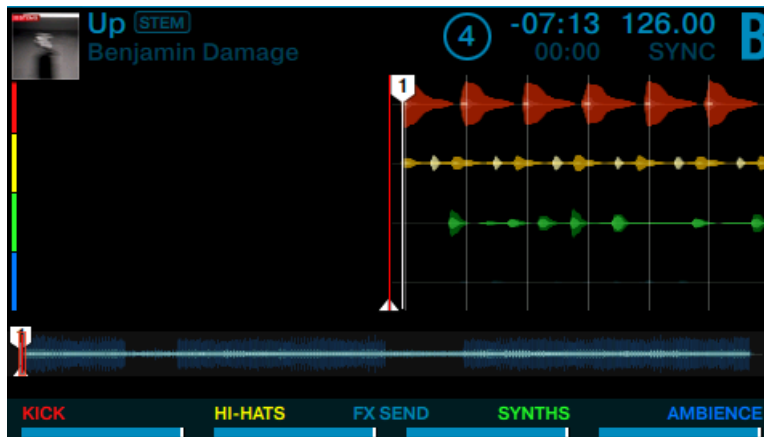 Up STEM
Benjamin Damage
4
-07:13
00:00
126.00
SYNC
B
1
1
KICK HI-HATS FX SEND SYNTHS AMBIENCE